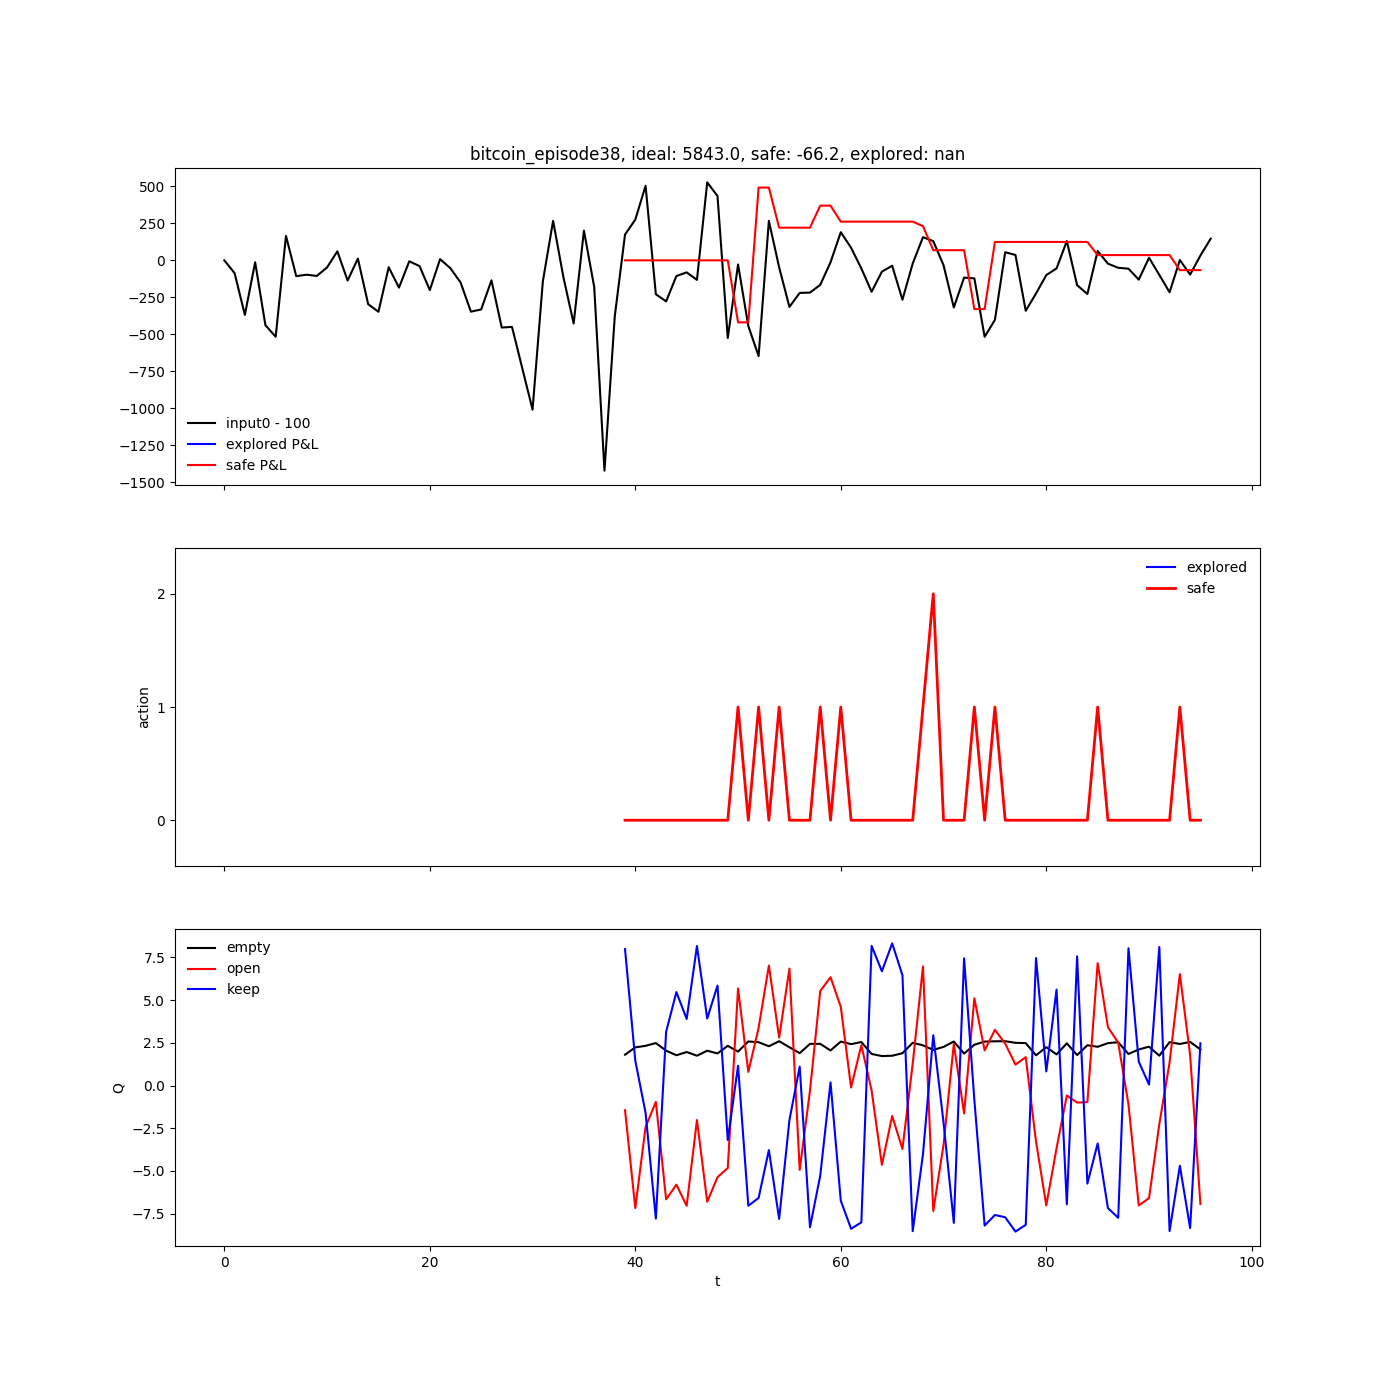 bitcoin_episode38, ideal: 5843.0, safe: -66.2, explored: nan
500
250
0
−250
−500
−750
−1000
−1250
−1500
input0 - 100
explored P&L
safe P&L
2
1
0
action
explored
safe
7.5
5.0
2.5
0.0
−2.5
−5.0
−7.5
Q
empty
open
keep
0 20 40 60 80 100
t